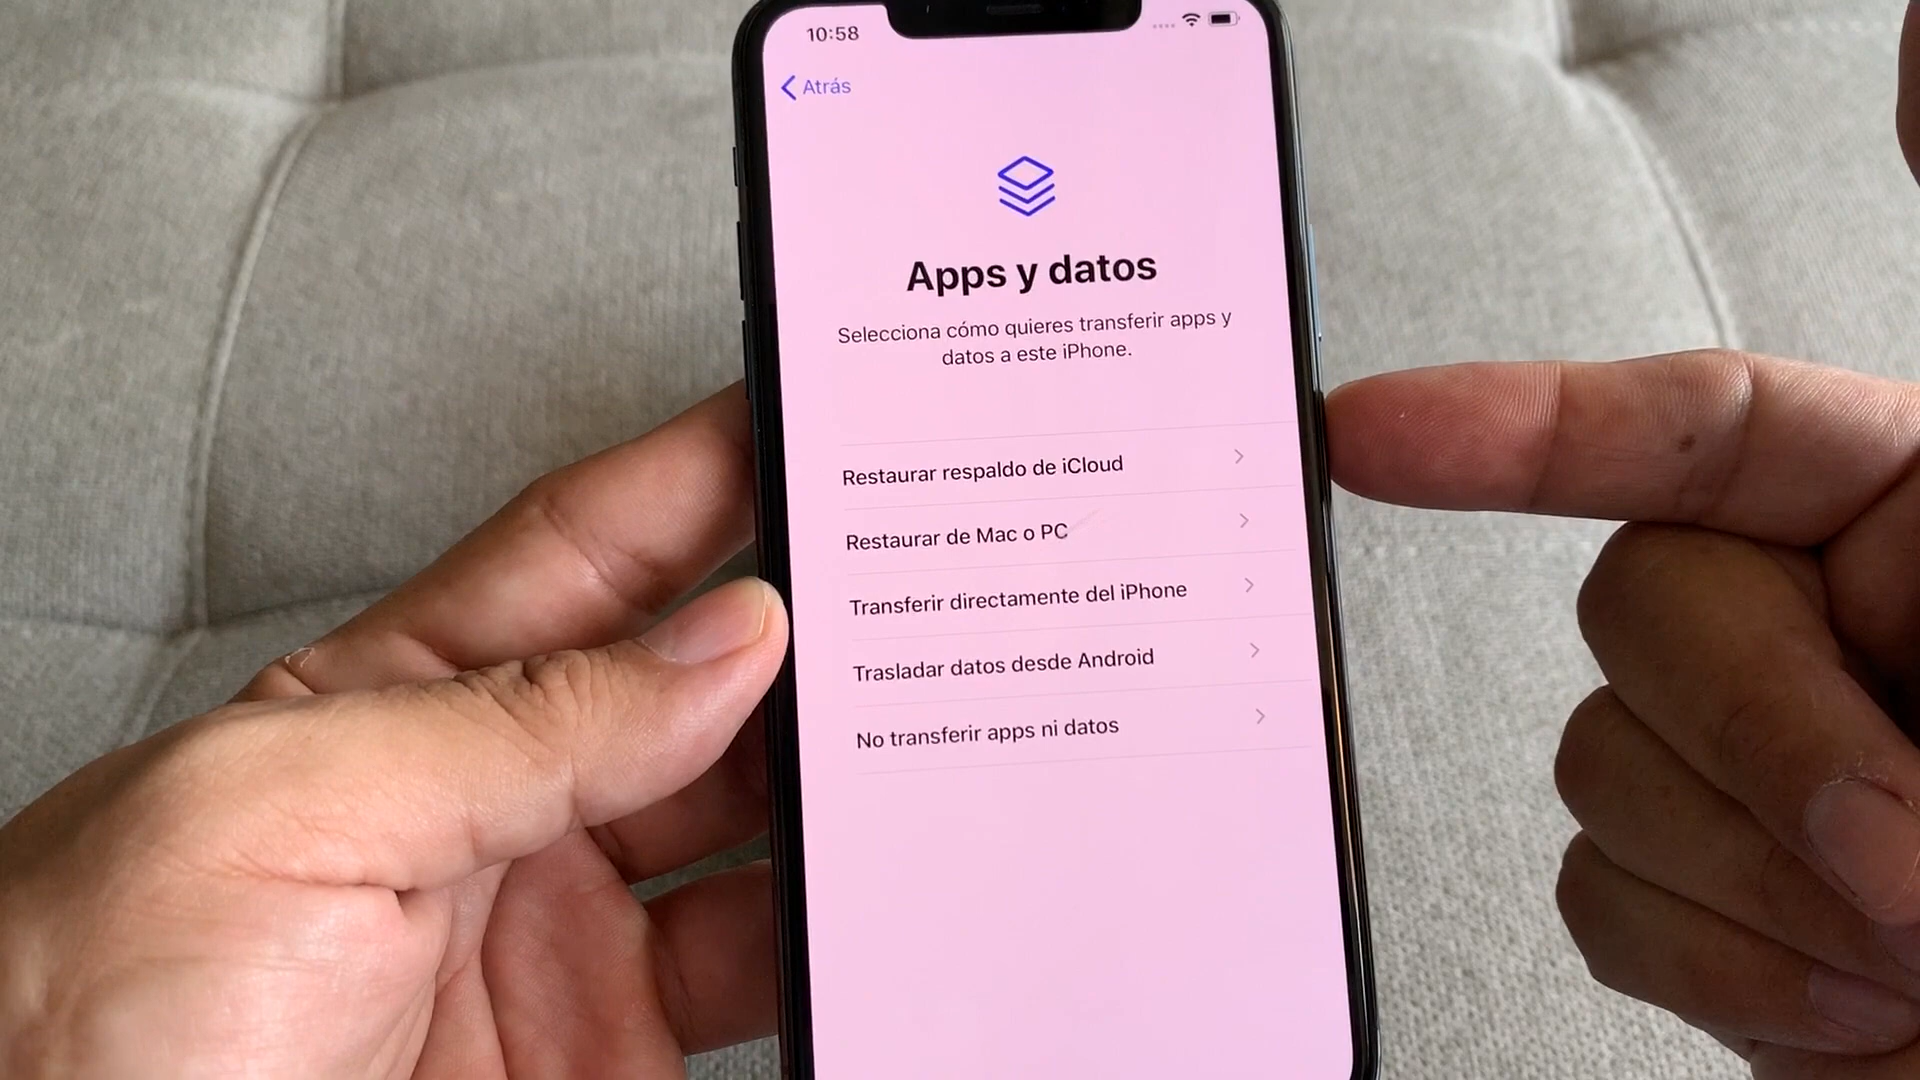 10:58
Atrás
Apps y datos
Selecciona cómo quieres transferir apps y
datos a este iPhone.
Restaurar respaldo de iCloud
Restaurar de Mac o PC
Transferir directamente del iPhone
Trasladar datos desde Android
No transferir apps ni datos